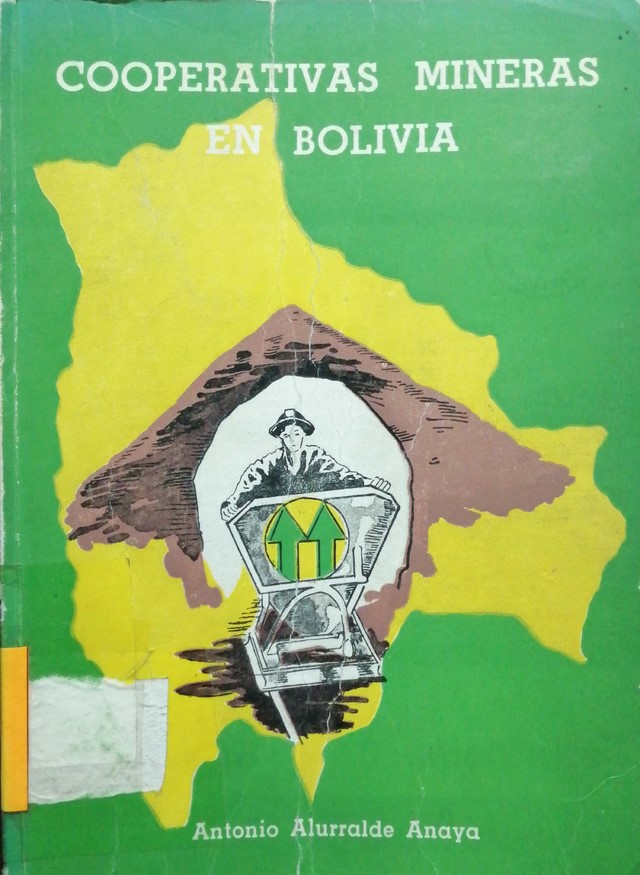 COOPERATIVAS MINERAS
EN BOLIVIA
Antonio Alurralde Anaya